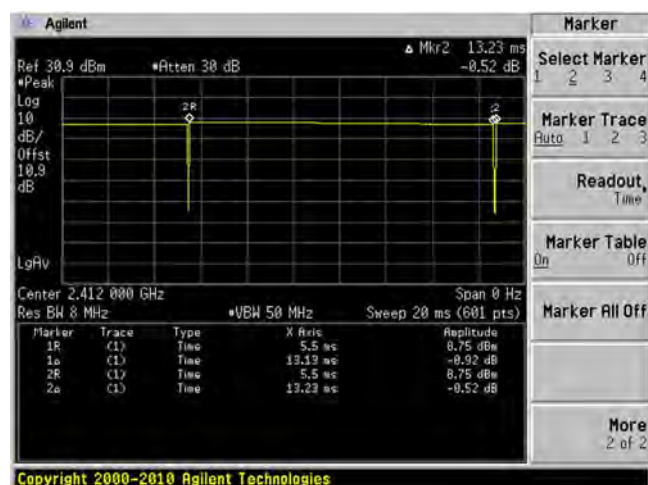 Agilent
Marker
Δ Mkr2 13.23 ms
Ref 30.9 dBm *Atten 30 dB -0.52 dB
*Peak
Log
10
dB/
Offst
10.9
dB
2R
2
LgAv
Center 2.412 000 GHz Span 0 Hz
Res BW 8 MHz *VBW 50 MHz Sweep 20 ms (601 pts)
Marker Trace Type X Axis Amplitude
1R (1) Time 5.5 ms 8.75 dBm
1Δ (1) Time 13.13 ms -0.92 dB
2R (1) Time 5.5 ms 8.75 dBm
2Δ (1) Time 13.23 ms -0.52 dB
Select Marker
1 2 3 4
Marker Trace
Auto 1 2 3
Readout,
Time
Marker Table
On Off
Marker All Off
More
2 of 2
Copyright 2000-2010 Agilent Technologies